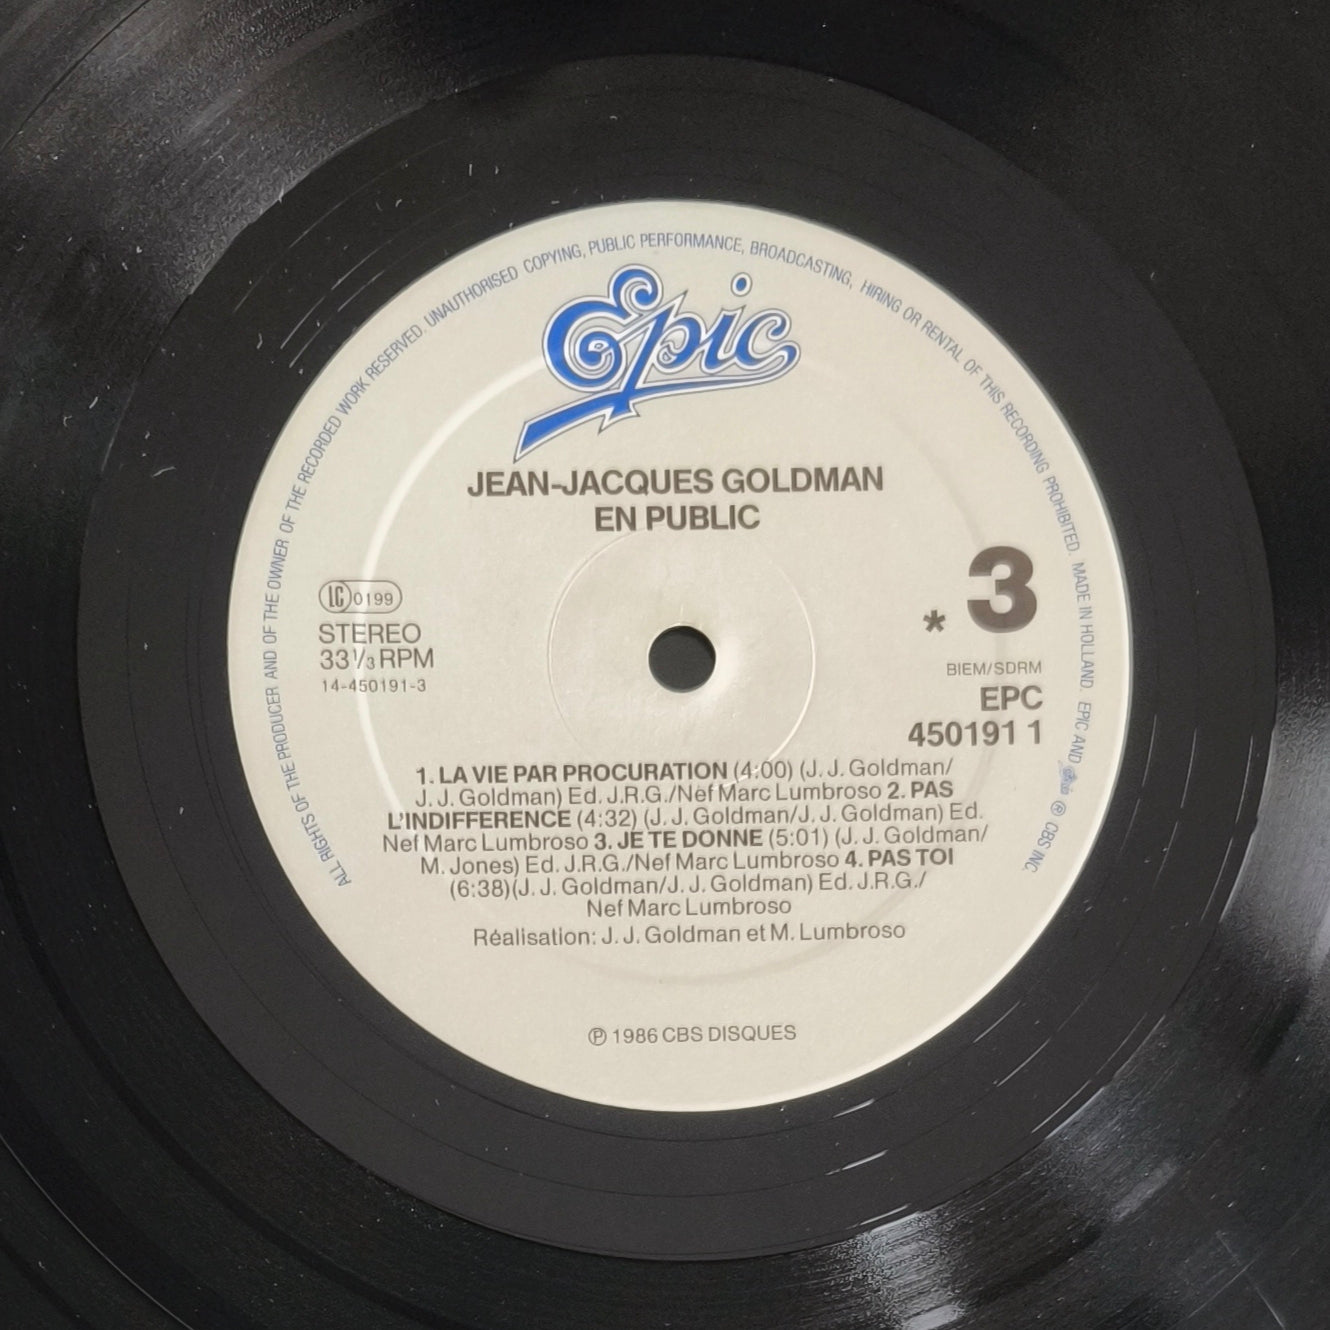 ALL RIGHTS OF THE PRODUCER AND OF THE OWNER OF THE RECORDED WORK RESERVED. UNAUTHORISED COPYING, PUBLIC PERFORMANCE, BROADCASTING, HIRING OR RENTAL OF THIS RECORDING PROHIBITED. MADE IN HOLLAND. EPIC AND Epic ® CBS INC.
Epic
JEAN-JACQUES GOLDMAN
EN PUBLIC
LC 0199
STEREO
33 1/3 RPM
14-450191-3
* 3
BIEM/SDRM
EPC
450191 1
1. LA VIE PAR PROCURATION (4:00) (J. J. Goldman/
J. J. Goldman) Ed. J.R.G./Nef Marc Lumbroso 2. PAS
L'INDIFFERENCE (4:32) (J. J. Goldman/J. J. Goldman) Ed.
Nef Marc Lumbroso 3. JE TE DONNE (5:01) (J. J. Goldman/
M. Jones) Ed. J.R.G./Nef Marc Lumbroso 4. PAS TOI
(6:38)(J. J. Goldman/J. J. Goldman) Ed. J.R.G./
Nef Marc Lumbroso
Réalisation: J. J. Goldman et M. Lumbroso
℗ 1986 CBS DISQUES